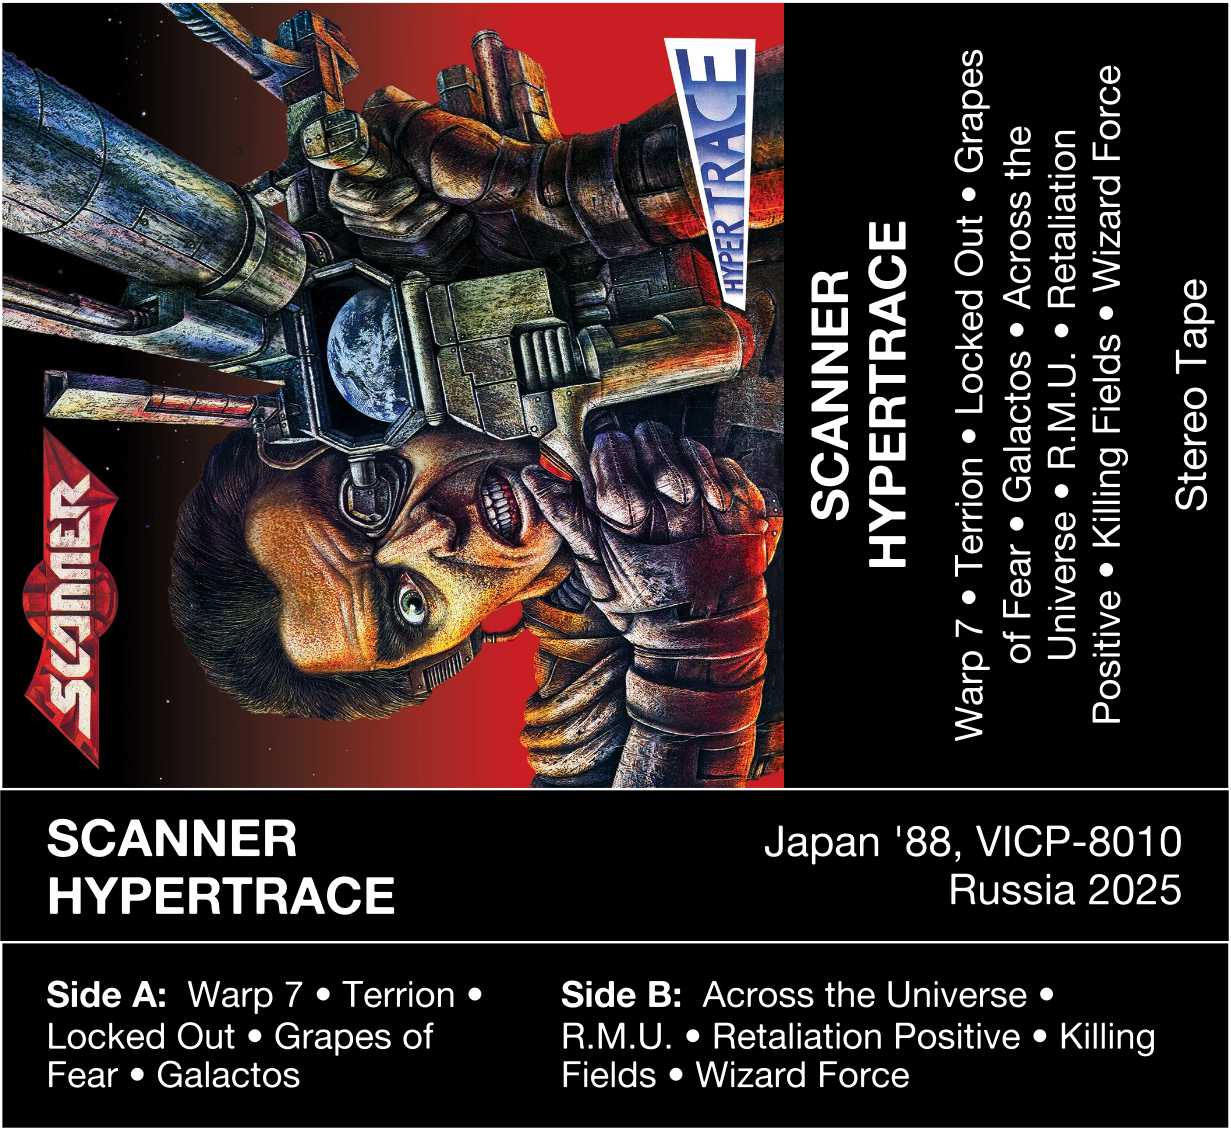 SCANNER
HYPERTRACE
SCANNER
HYPERTRACE
Warp 7 • Terrion • Locked Out • Grapes
of Fear • Galactos • Across the
Universe • R.M.U. • Retaliation
Positive • Killing Fields • Wizard Force
Stereo Tape
SCANNER
HYPERTRACE
Japan '88, VICP-8010
Russia 2025
Side A: Warp 7 • Terrion •
Locked Out • Grapes of
Fear • Galactos
Side B: Across the Universe •
R.M.U. • Retaliation Positive • Killing
Fields • Wizard Force